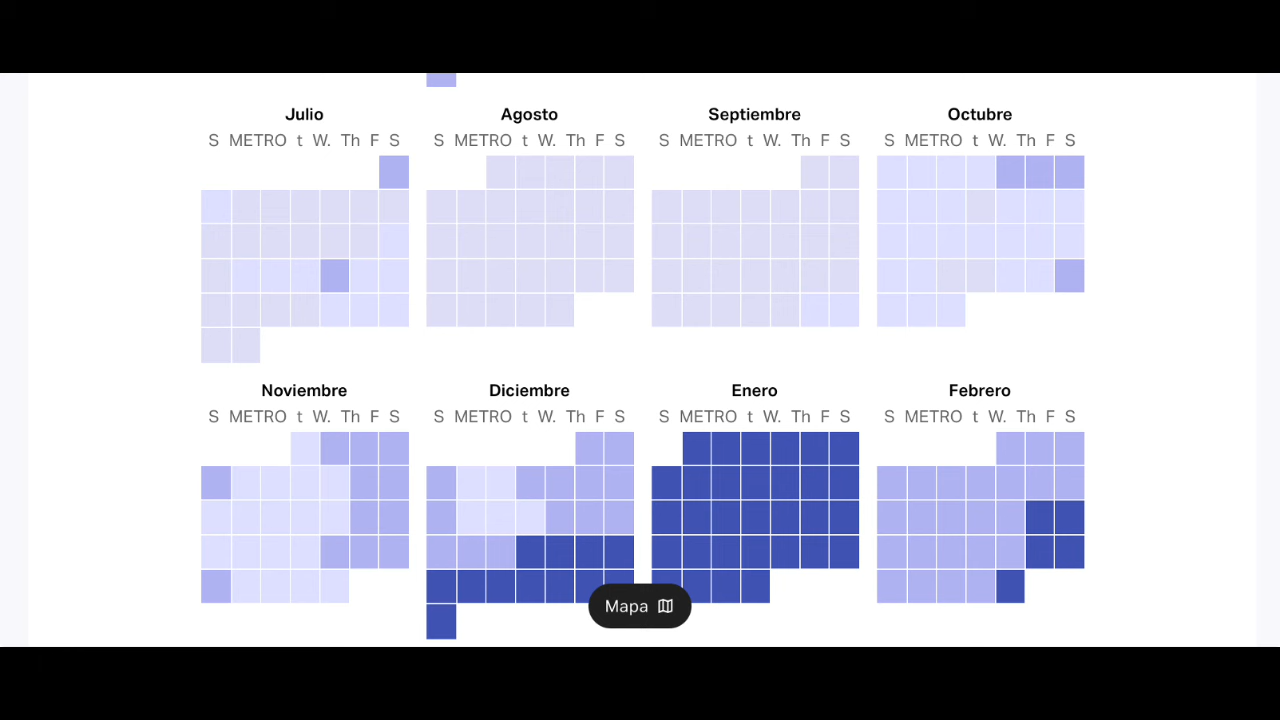 Julio Agosto Septiembre Octubre
S METRO t W. Th F S S METRO t W. Th F S S METRO t W. Th F S S METRO t W. Th F S
Noviembre Diciembre Enero Febrero
S METRO t W. Th F S S METRO t W. Th F S S METRO t W. Th F S S METRO t W. Th F S
Mapa